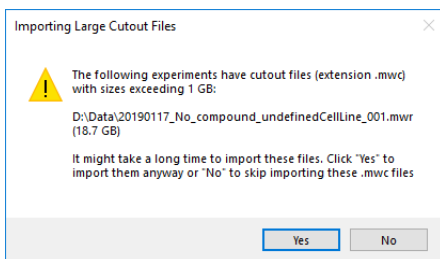 Importing Large Cutout Files
The following experiments have cutout files (extension .mwc)
with sizes exceeding 1 GB:
D:\Data\20190117_No_compound_undefinedCellLine_001.mwr
(18.7 GB)
It might take a long time to import these files. Click "Yes" to
import them anyway or "No" to skip importing these .mwc files
Yes
No